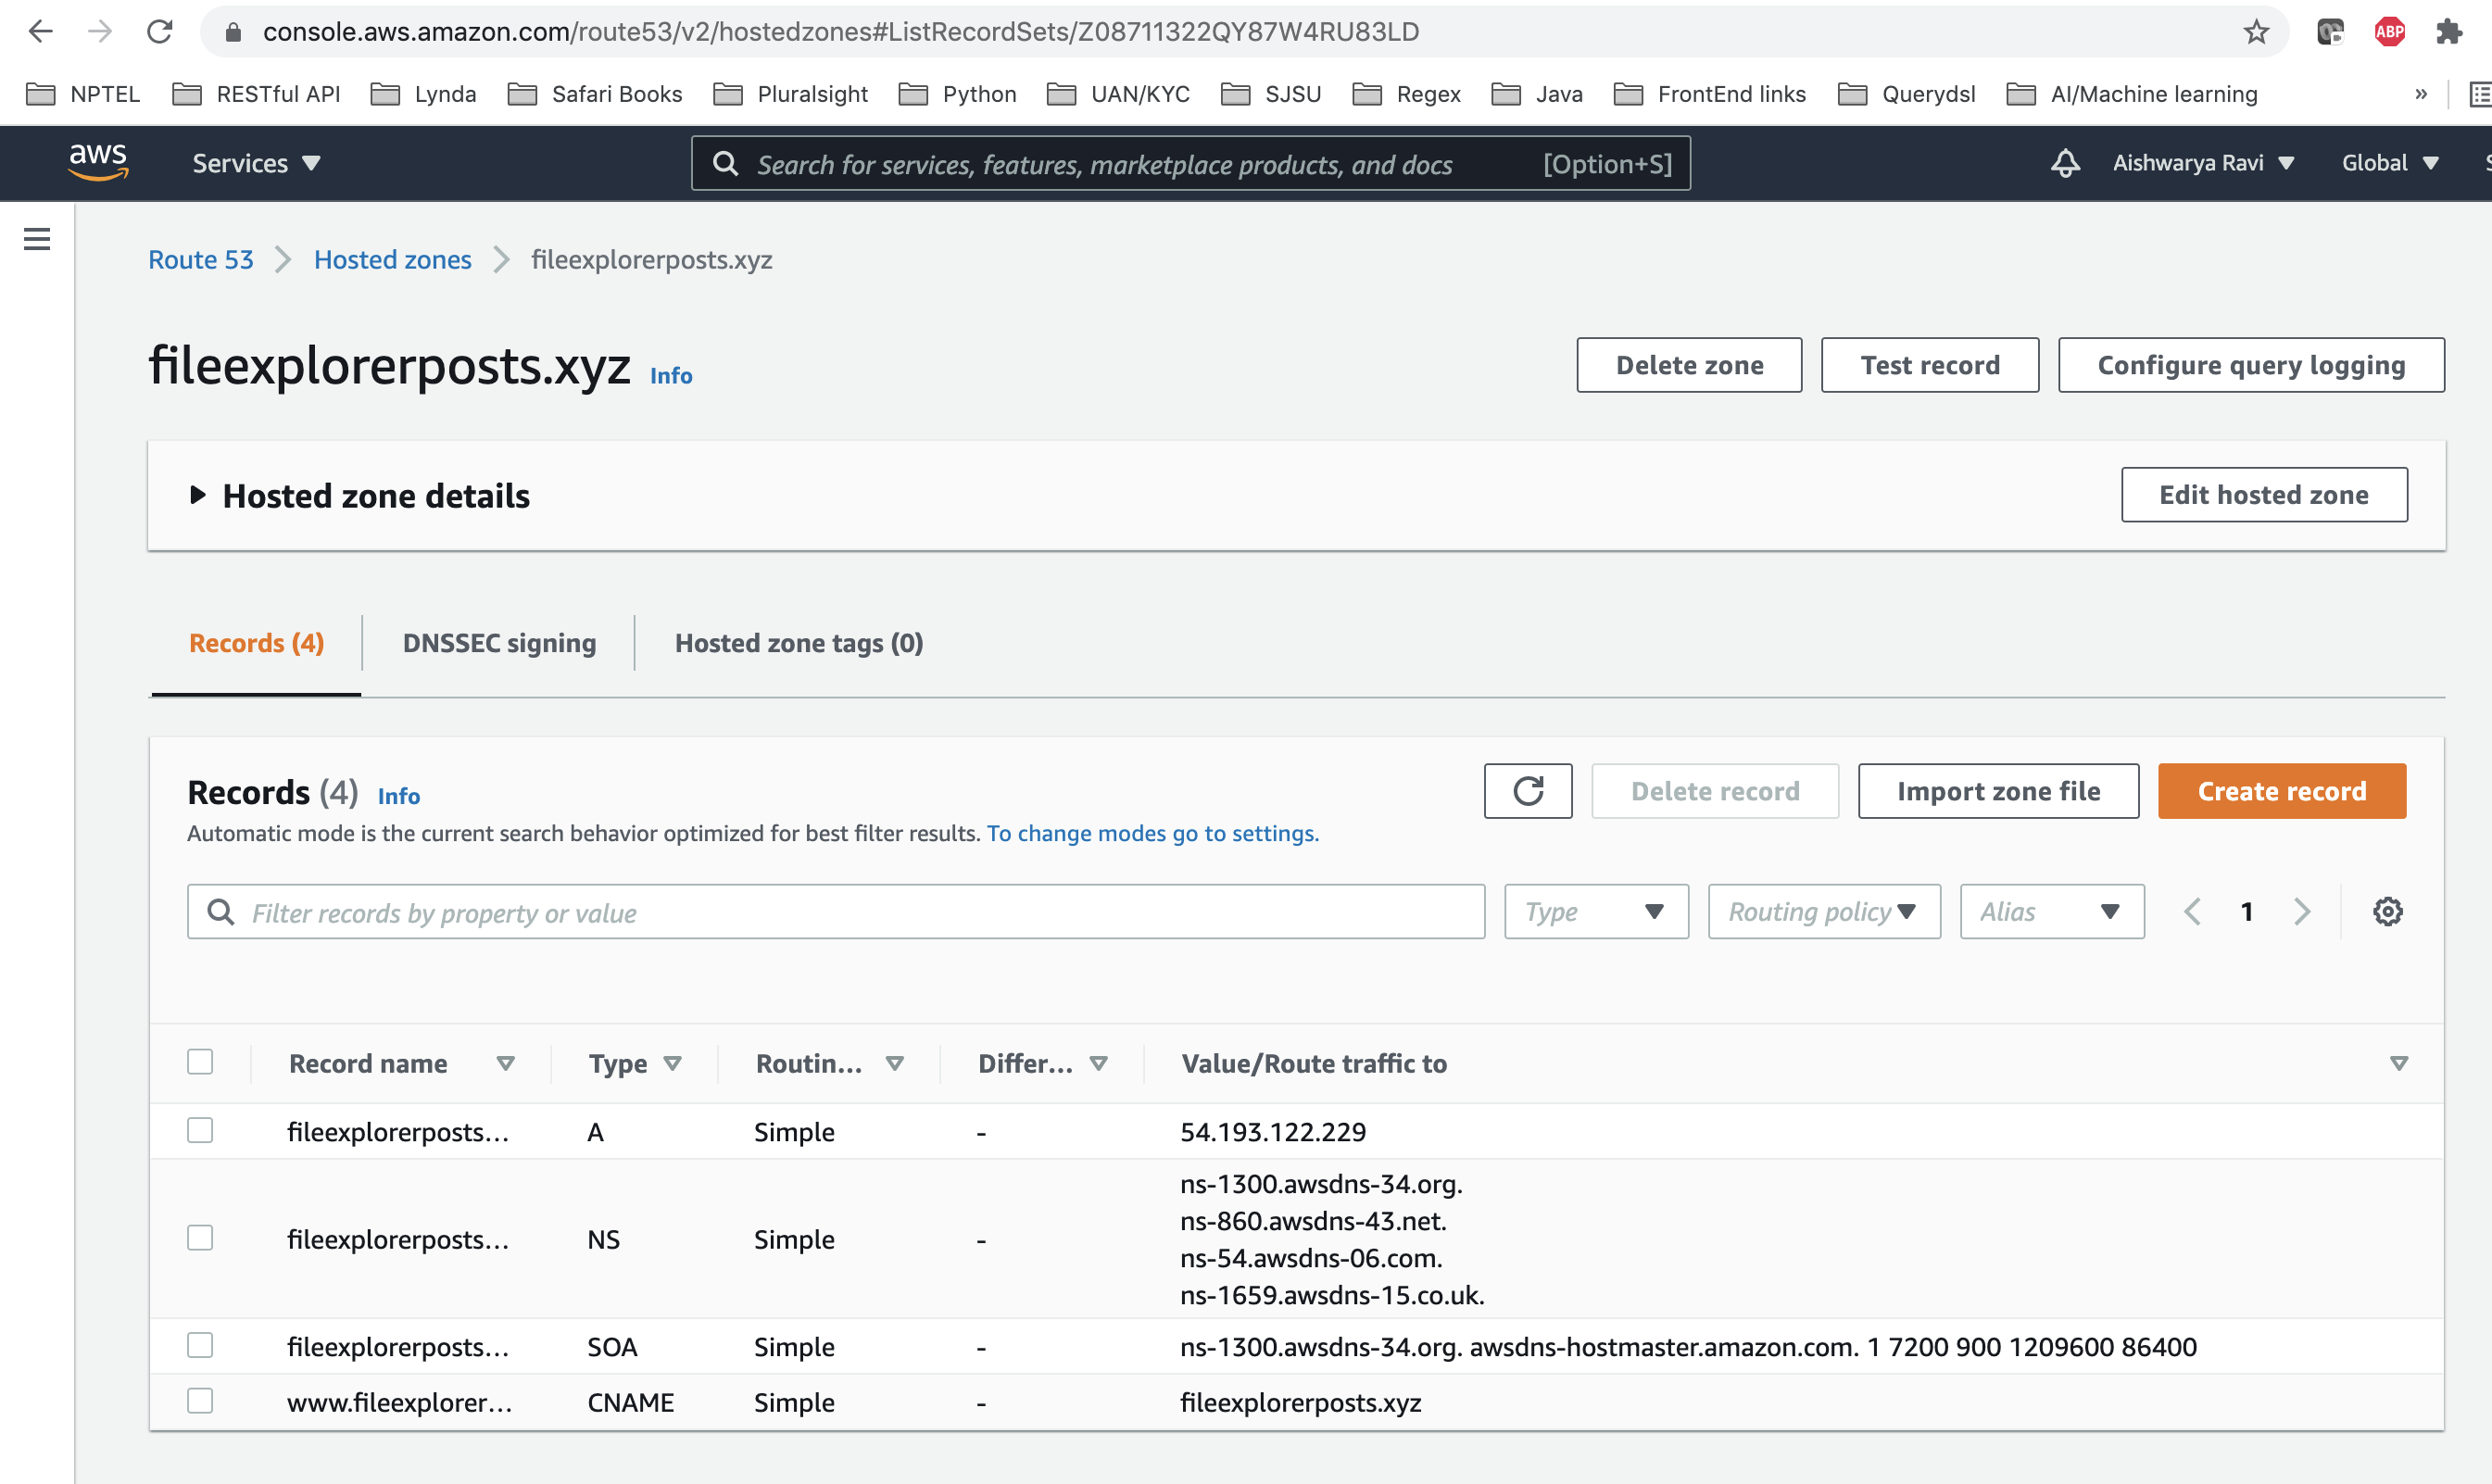 console.aws.amazon.com/route53/v2/hostedzones#ListRecordSets/Z08711322QY87W4RU83LD
ABP
NPTEL RESTful API Lynda Safari Books Pluralsight Python UAN/KYC SJSU Regex Java FrontEnd links Querydsl AI/Machine learning »
aws Services Search for services, features, marketplace products, and docs [Option+S] Aishwarya Ravi Global
Route 53 Hosted zones fileexplorerposts.xyz
fileexplorerposts.xyz Info Delete zone Test record Configure query logging
Hosted zone details Edit hosted zone
Records (4) DNSSEC signing Hosted zone tags (0)
Records (4) Info Delete record Import zone file Create record
Automatic mode is the current search behavior optimized for best filter results. To change modes go to settings.
Filter records by property or value Type Routing policy Alias 1
Record name Type Routin... Differ... Value/Route traffic to
fileexplorerposts... A Simple - 54.193.122.229
ns-1300.awsdns-34.org.
ns-860.awsdns-43.net.
fileexplorerposts... NS Simple -
ns-54.awsdns-06.com.
ns-1659.awsdns-15.co.uk.
fileexplorerposts... SOA Simple - ns-1300.awsdns-34.org. awsdns-hostmaster.amazon.com. 1 7200 900 1209600 86400
www.fileexplorer... CNAME Simple - fileexplorerposts.xyz